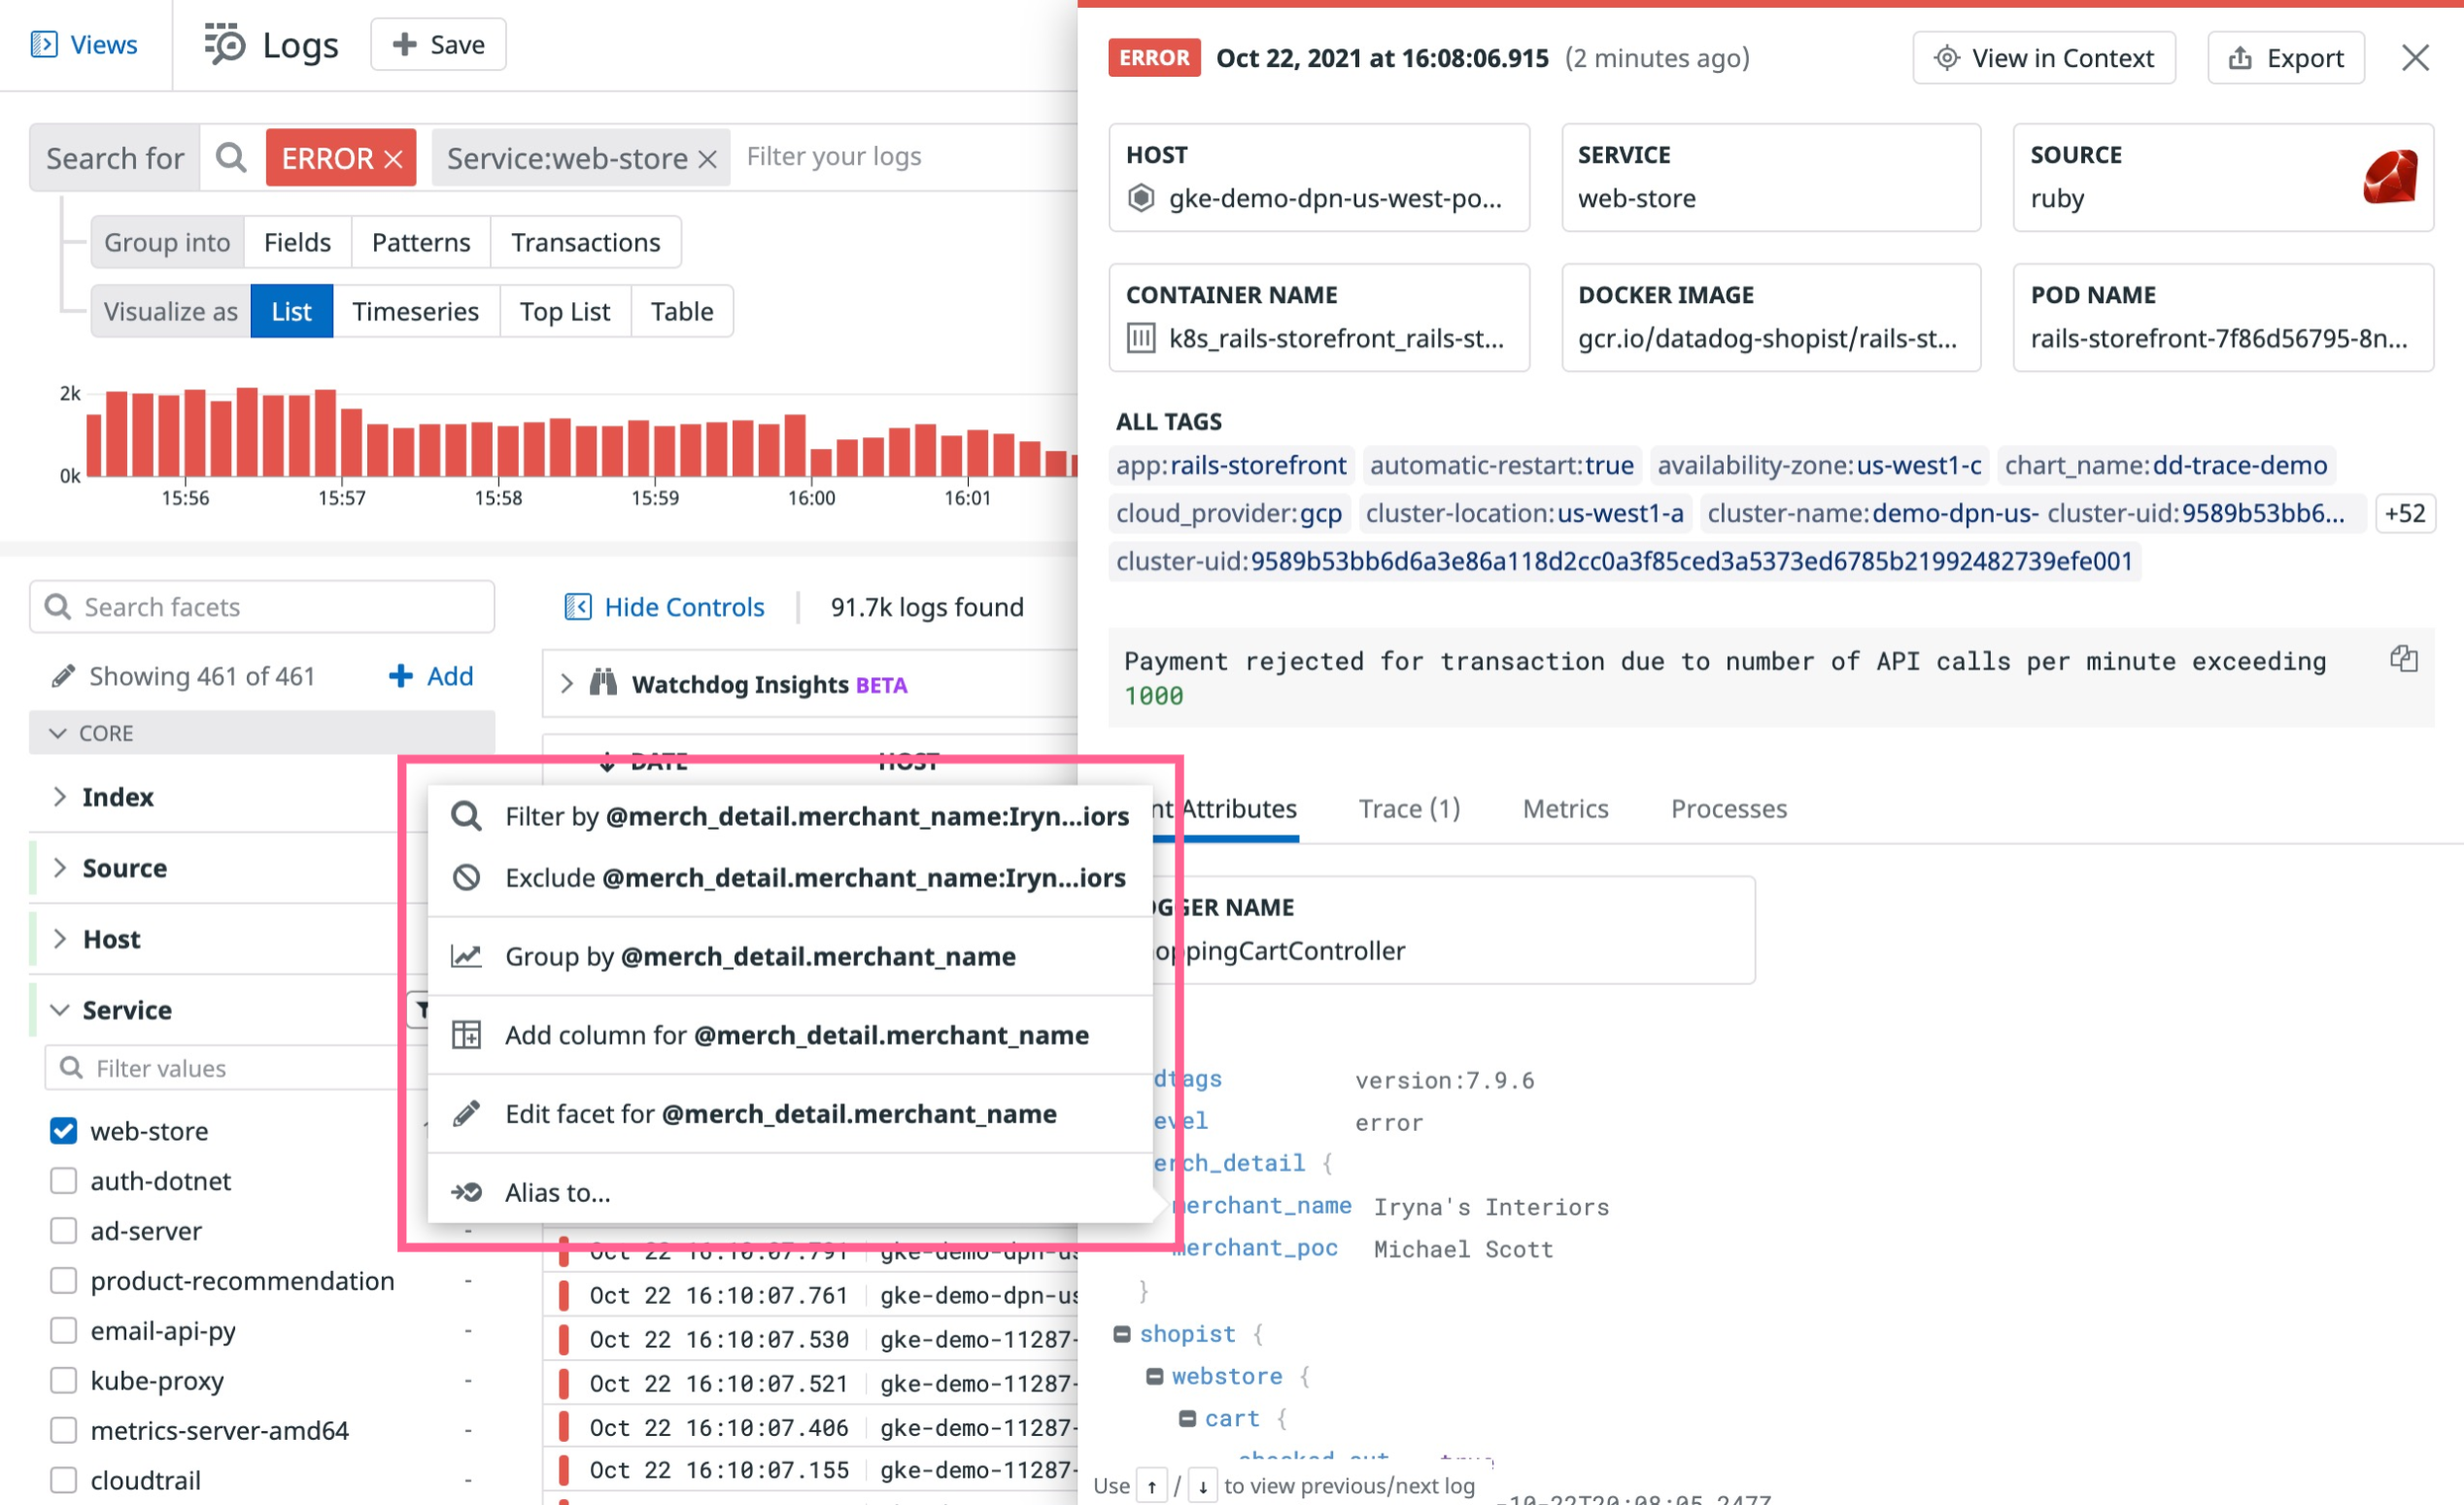 Views
Logs
Save
Search for
ERROR
Service:web-store
Filter your logs
Group into Fields Patterns Transactions
Visualize as List Timeseries Top List Table
2k
0k
15:56 15:57 15:58 15:59 16:00 16:01
Search facets
Showing 461 of 461
Add
CORE
Index
Source
Host
Service
Filter values
web-store
auth-dotnet
ad-server -
product-recommendation -
email-api-py -
kube-proxy -
metrics-server-amd64 -
cloudtrail -
Hide Controls
91.7k logs found
Watchdog Insights BETA
DATE HOST
Filter by @merch_detail.merchant_name:Iryn...iors
Exclude @merch_detail.merchant_name:Iryn...iors
Group by @merch_detail.merchant_name
Add column for @merch_detail.merchant_name
Edit facet for @merch_detail.merchant_name
Alias to...
Oct 22 16:10:07.791 gke-demo-dpn-us
Oct 22 16:10:07.761 gke-demo-dpn-us
Oct 22 16:10:07.530 gke-demo-11287-
Oct 22 16:10:07.521 gke-demo-11287-
Oct 22 16:10:07.406 gke-demo-11287-
Oct 22 16:10:07.155 gke-demo-11287-
ERROR Oct 22, 2021 at 16:08:06.915 (2 minutes ago)
View in Context
Export
HOST
gke-demo-dpn-us-west-po...
SERVICE
web-store
SOURCE
ruby
CONTAINER NAME
k8s_rails-storefront_rails-st...
DOCKER IMAGE
gcr.io/datadog-shopist/rails-st...
POD NAME
rails-storefront-7f86d56795-8n...
ALL TAGS
app:rails-storefront automatic-restart:true availability-zone:us-west1-c chart_name:dd-trace-demo
cloud_provider:gcp cluster-location:us-west1-a cluster-name:demo-dpn-us- cluster-uid:9589b53bb6... +52
cluster-uid:9589b53bb6d6a3e86a118d2cc0a3f85ced3a5373ed6785b21992482739efe001
Payment rejected for transaction due to number of API calls per minute exceeding
1000
nt Attributes Trace (1) Metrics Processes
OGGER NAME
oppingCartController
dtags version:7.9.6
evel error
erch_detail {
merchant_name Iryna's Interiors
merchant_poc Michael Scott
}
shopist {
webstore {
cart {
Use ↑ / ↓ to view previous/next log